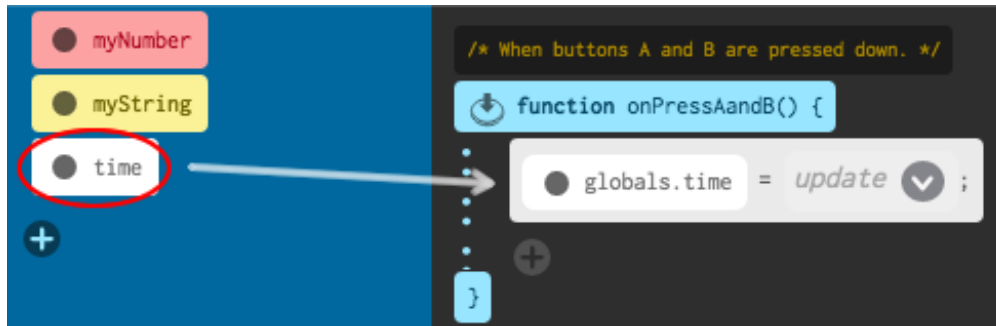 myNumber
myString
time
/* When buttons A and B are pressed down. */
function onPressAandB() {
globals.time = update ;
}